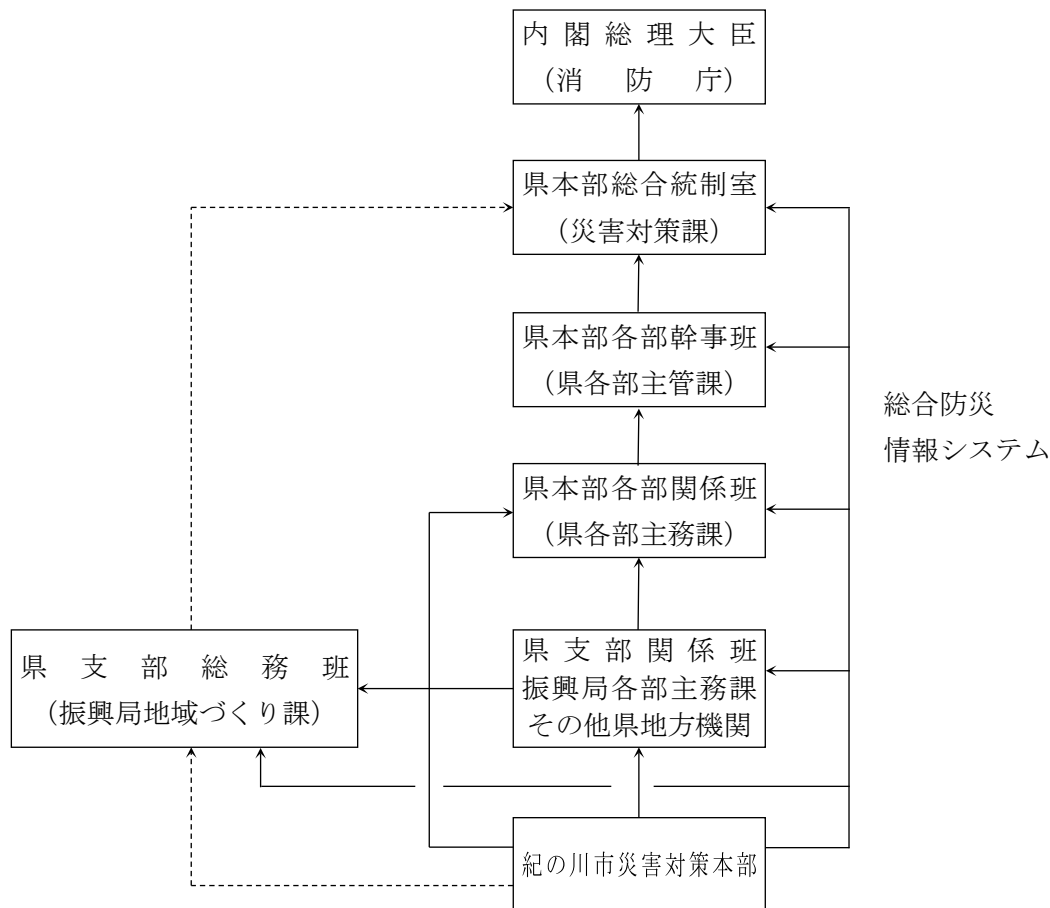 内閣総理大臣
（消防庁）
県本部総合統制室
（災害対策課）
県本部各部幹事班
（県各部主管課）
総合防災
情報システム
県本部各部関係班
（県各部主務課）
県支部総務班
（振興局地域づくり課）
県支部関係班
振興局各部主務課
その他県地方機関
紀の川市災害対策本部